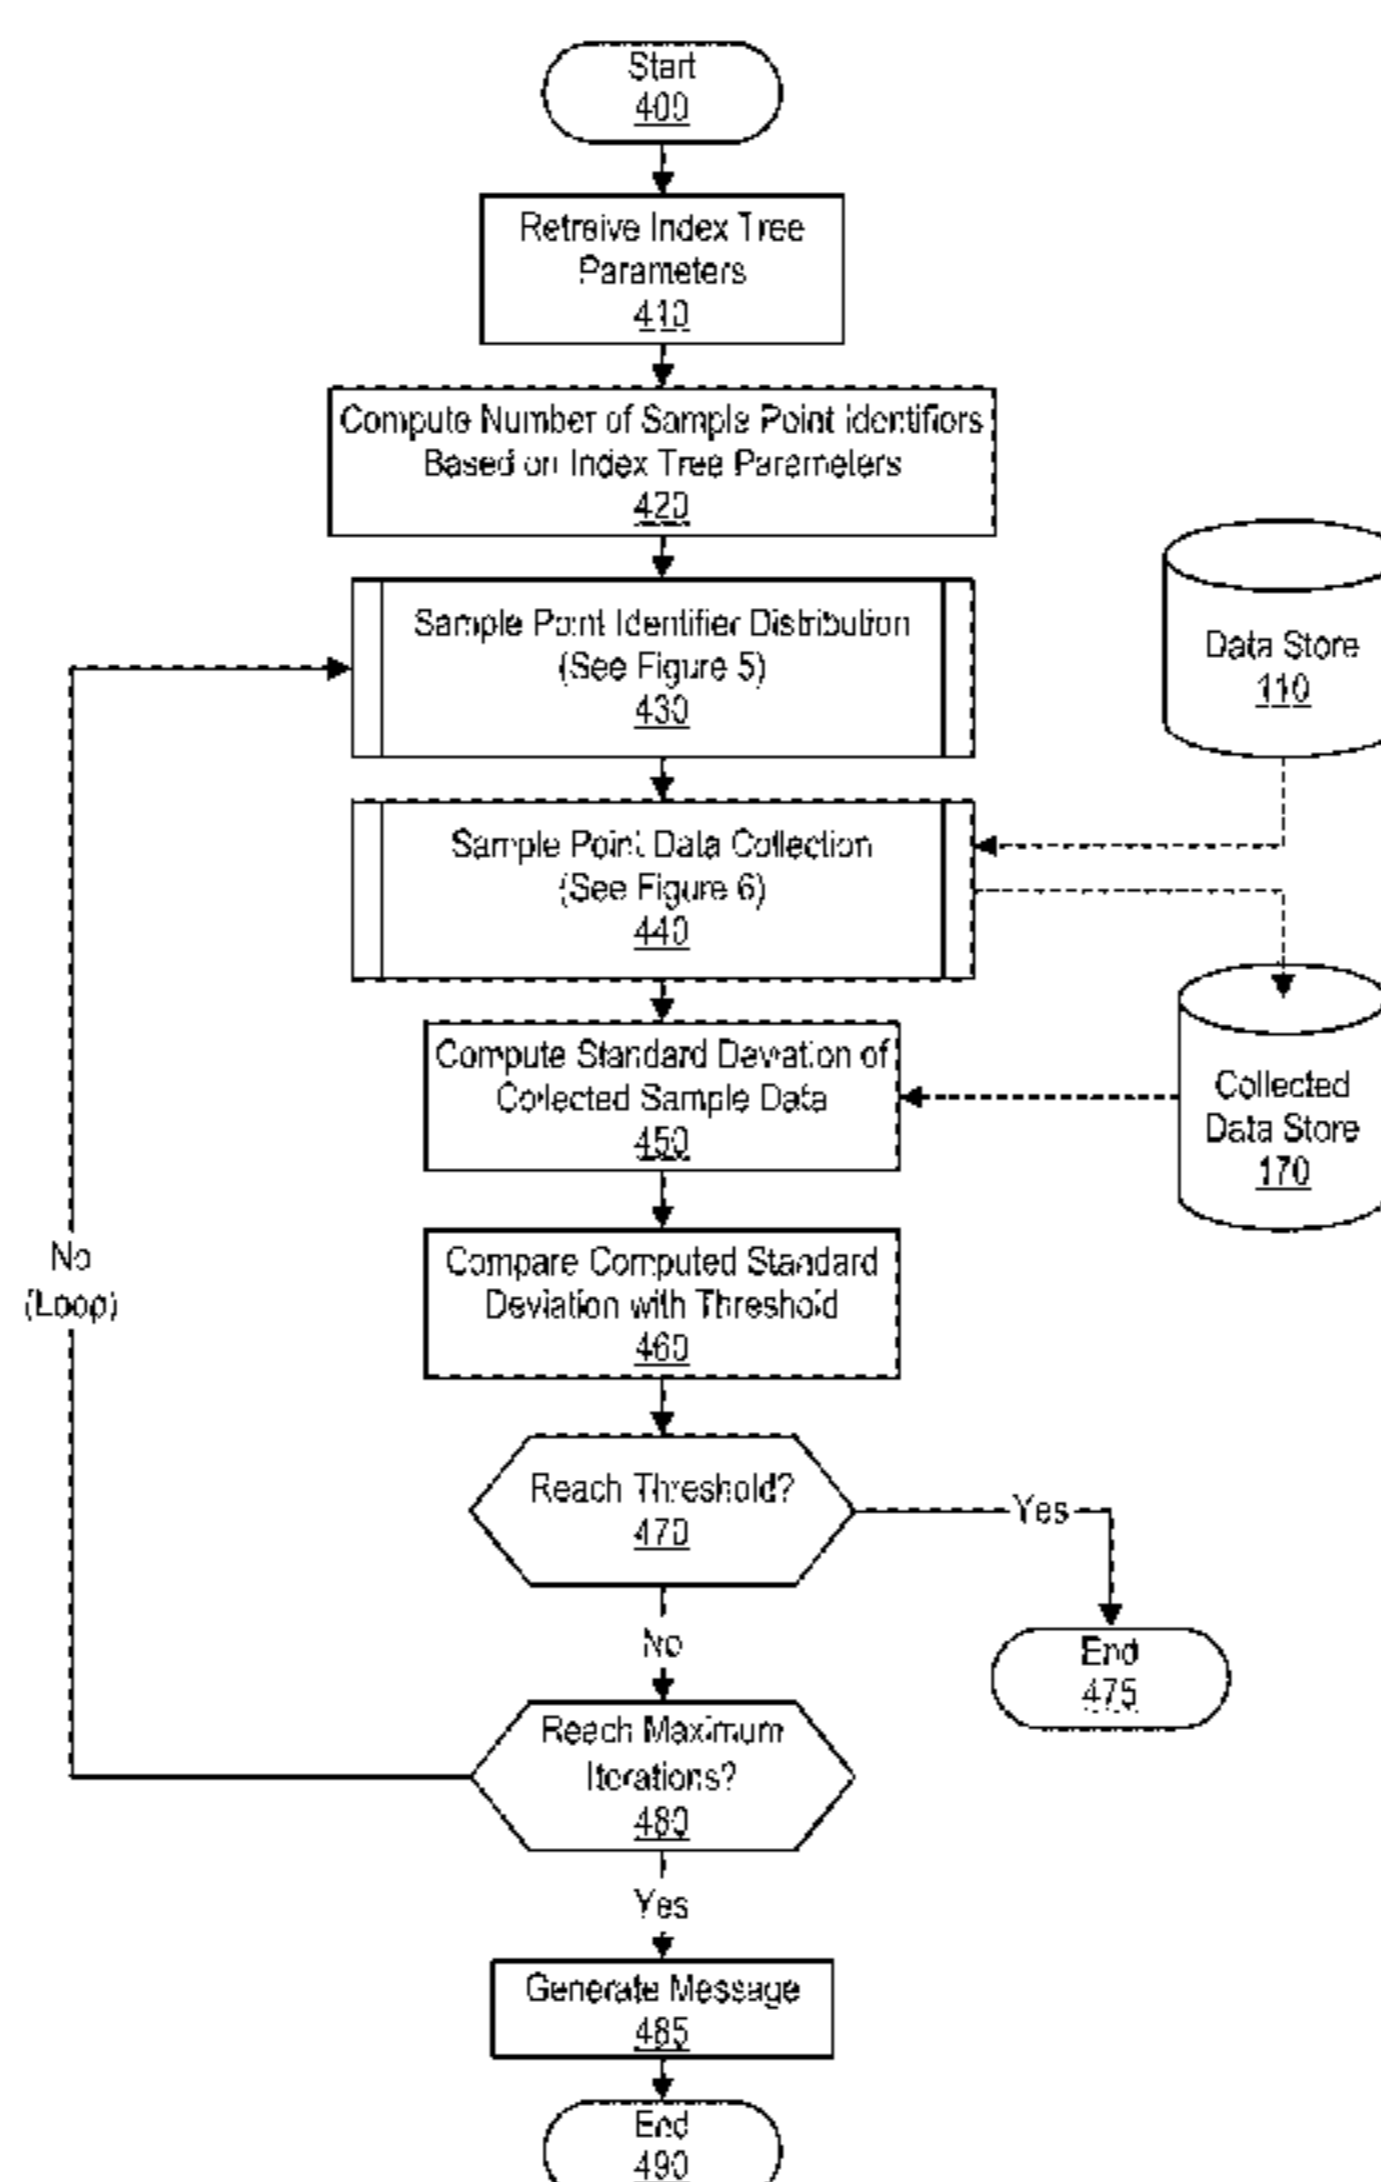 Start
400
Retreive Index Tree
Parameters
410
Compute Number of Sample Point identifiers
Based on Index Tree Parameters
420
Sample Point Identifier Distribution
(See Figure 5)
430
Data Store
110
Sample Point Data Collection
(See Figure 6)
440
Compute Standard Deviation of
Collected Sample Data
450
Collected
Data Store
170
No
(Loop)
Compare Computed Standard
Deviation with Threshold
460
Reach Threshold?
470
Yes
No
End
475
Reach Maximum
Iterations?
480
Yes
Generate Message
485
End
490